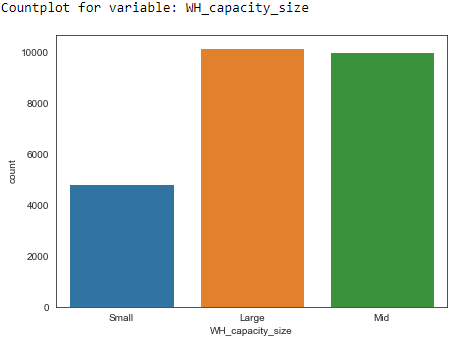 Countplot for variable: WH_capacity_size
10000
8000
6000
4000
2000
0
count
Small Large Mid
WH_capacity_size